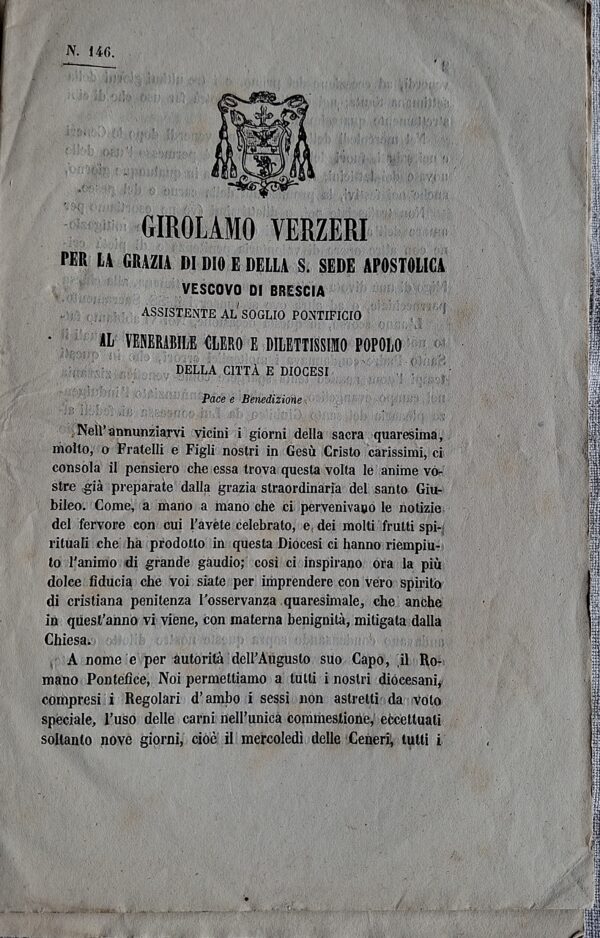 N. 146.
GIROLAMO VERZERI
PER LA GRAZIA DI DIO E DELLA S. SEDE APOSTOLICA
VESCOVO DI BRESCIA
ASSISTENTE AL SOGLIO PONTIFICIO
AL VENERABILE CLERO E DILETTISSIMO POPOLO
DELLA CITTÀ E DIOCESI
Pace e Benedizione
Nell'annunziarvi vicini i giorni della sacra quaresima,
molto, o Fratelli e Figli nostri in Gesù Cristo carissimi, ci
consola il pensiero che essa trova questa volta le anime vo-
stre già preparate dalla grazia straordinaria del santo Giu-
bileo. Come, a mano a mano che ci pervenivano le notizie
del fervore con cui l'avete celebrato, e dei molti frutti spi-
rituali che ha prodotto in questa Diocesi ci hanno riempiu-
to l'animo di grande gaudio; così ci inspirano ora la più
dolce fiducia che voi siate per imprendere con vero spirito
di cristiana penitenza l'osservanza quaresimale, che anche
in quest'anno vi viene, con materna benignità, mitigata dalla
Chiesa.
A nome e per autorità dell'Augusto suo Capo, il Ro-
mano Pontefice, Noi permettiamo a tutti i nostri diocesani,
compresi i Regolari d'ambo i sessi non astretti da voto
speciale, l'uso delle carni nell'unica commestione, eccettuati
soltanto nove giorni, cioè il mercoledì delle Ceneri, tutti i